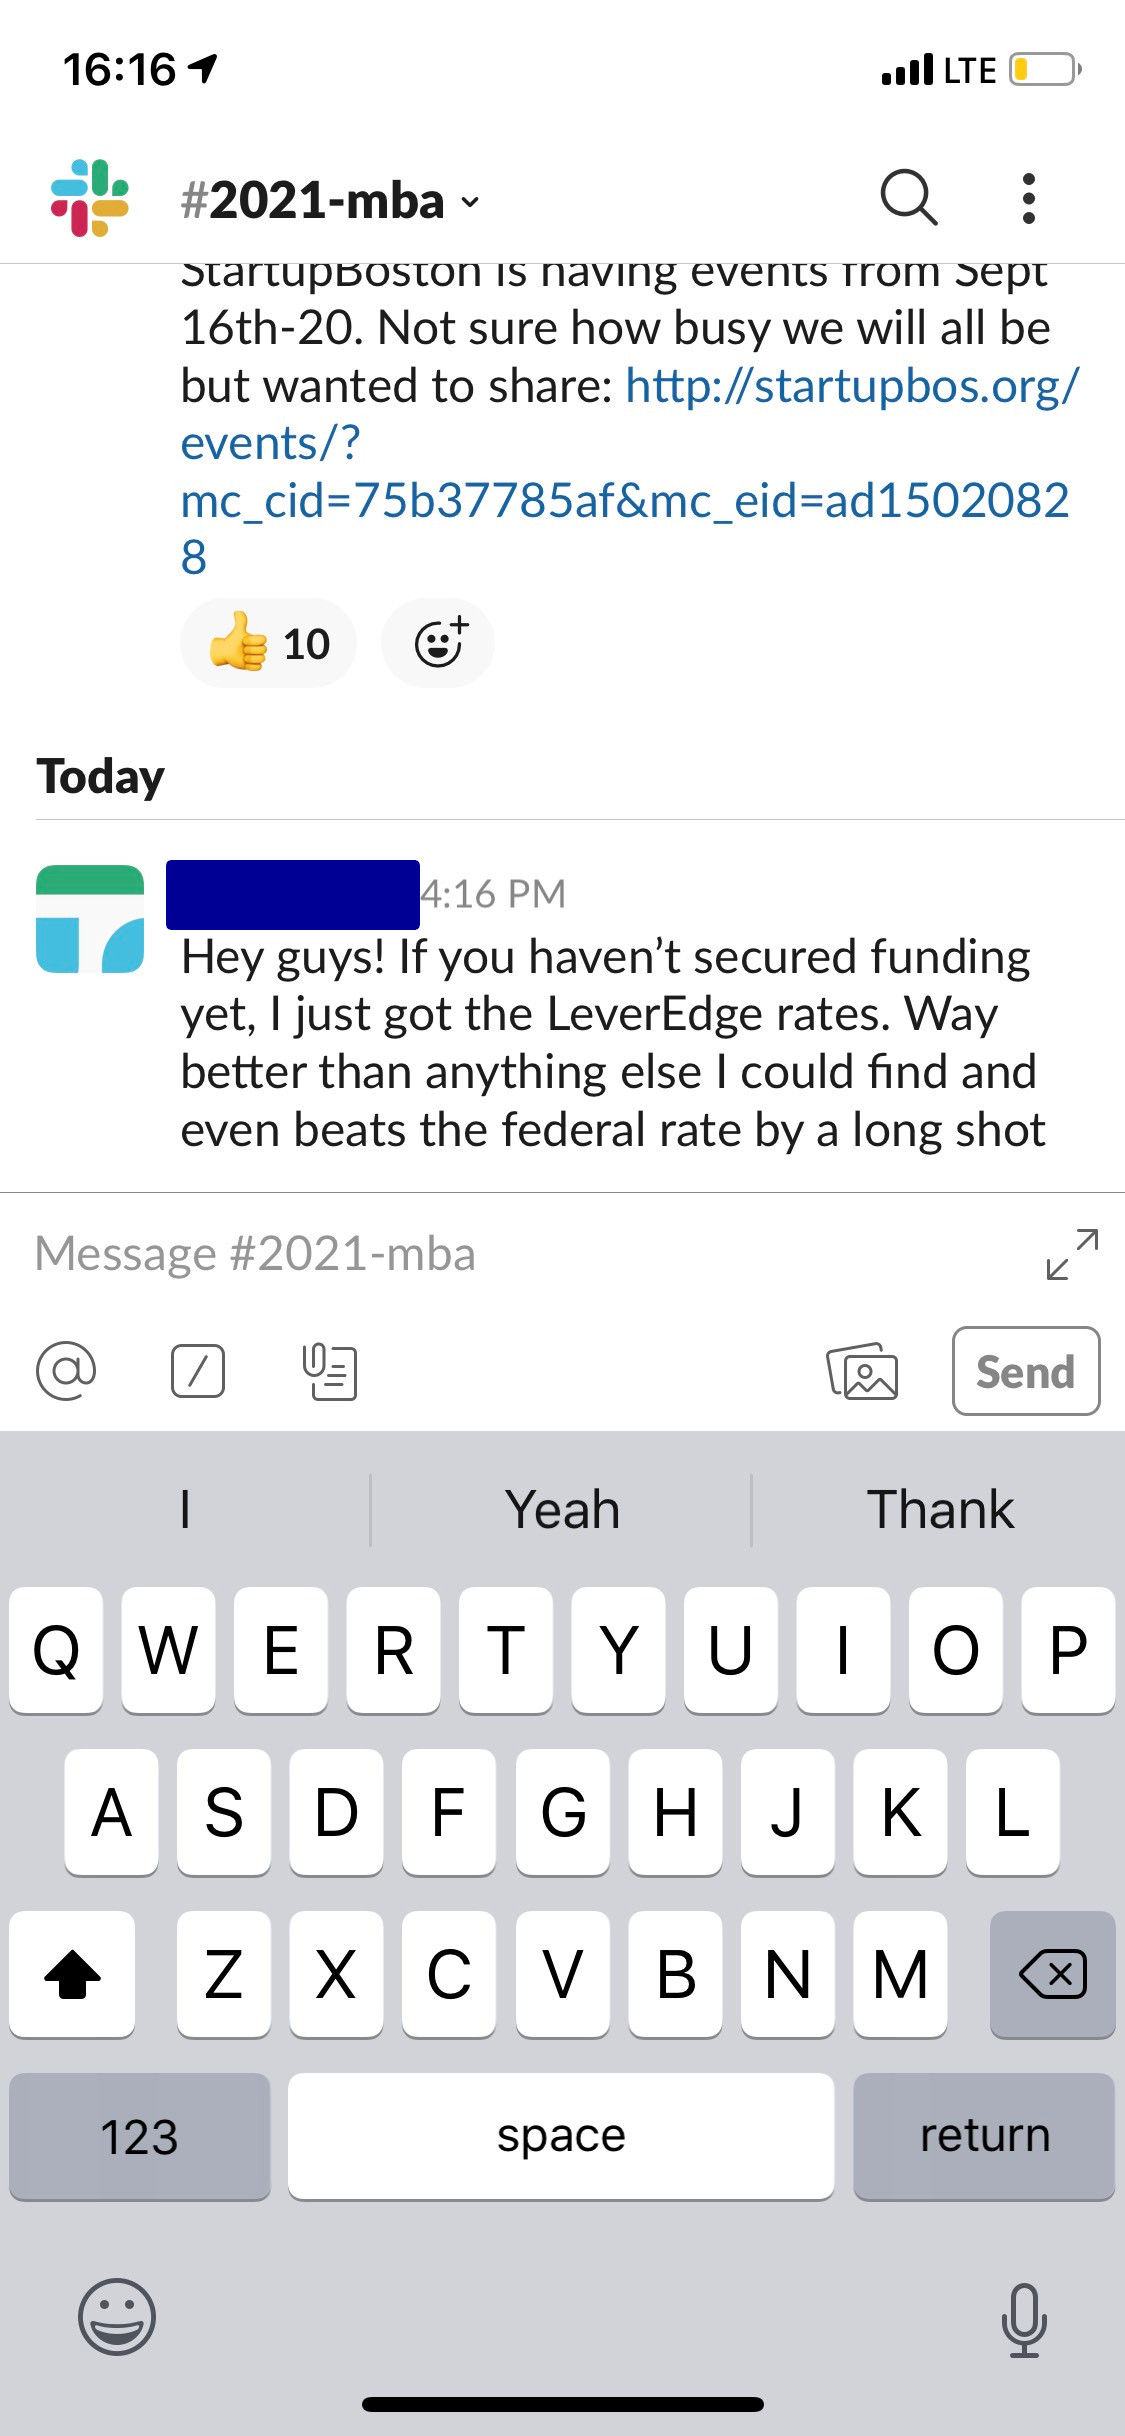 16:16
LTE
#2021-mba
StartupBoston is having events from Sept
16th-20. Not sure how busy we will all be
but wanted to share: http://startupbos.org/
events/?
mc_cid=75b37785af&mc_eid=ad1502082
8
10
Today
4:16 PM
Hey guys! If you haven’t secured funding
yet, I just got the LeverEdge rates. Way
better than anything else I could find and
even beats the federal rate by a long shot
Message #2021-mba
@
Send
I Yeah Thank
Q W E R T Y U I O P
A S D F G H J K L
Z X C V B N M
123 space return